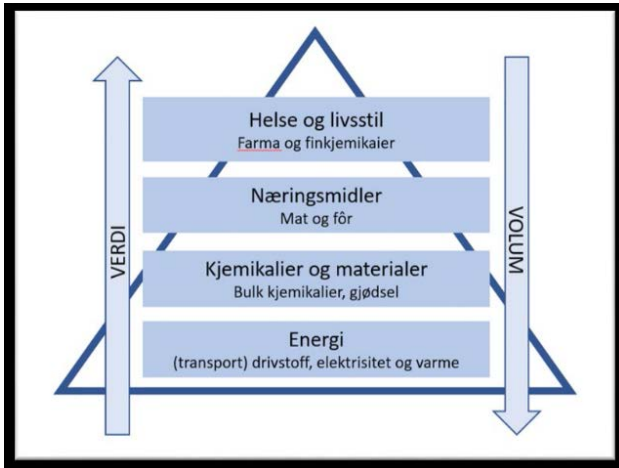 Helse og livsstil
Farma og finkjemikaier
Næringsmidler
Mat og fôr
Kjemikalier og materialer
Bulk kjemikalier, gjødsel
Energi
(transport) drivstoff, elektrisitet og varme
VERDI
VOLUM